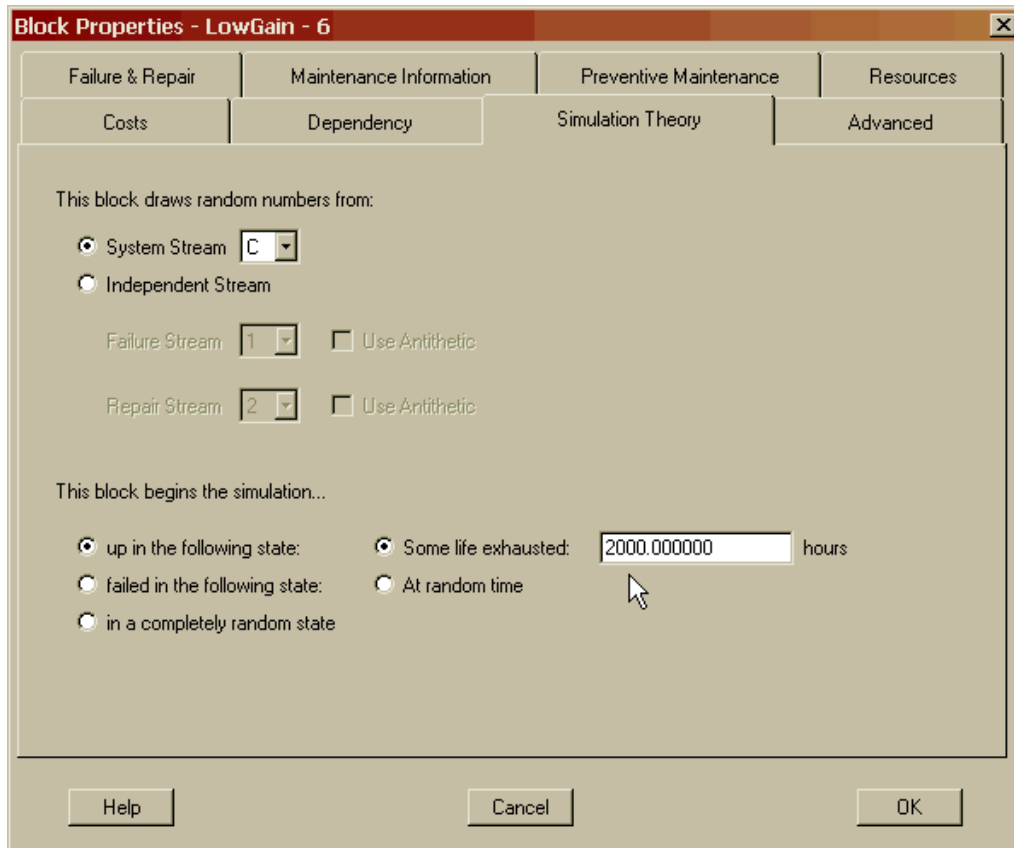 Block Properties - LowGain - 6
Failure & Repair Maintenance Information Preventive Maintenance Resources
Costs Dependency Simulation Theory Advanced
This block draws random numbers from:
System Stream C
Independent Stream
Failure Stream 1 Use Antithetic
Repair Stream 2 Use Antithetic
This block begins the simulation...
up in the following state: Some life exhausted: 2000.000000 hours
failed in the following state: At random time
in a completely random state
Help Cancel OK